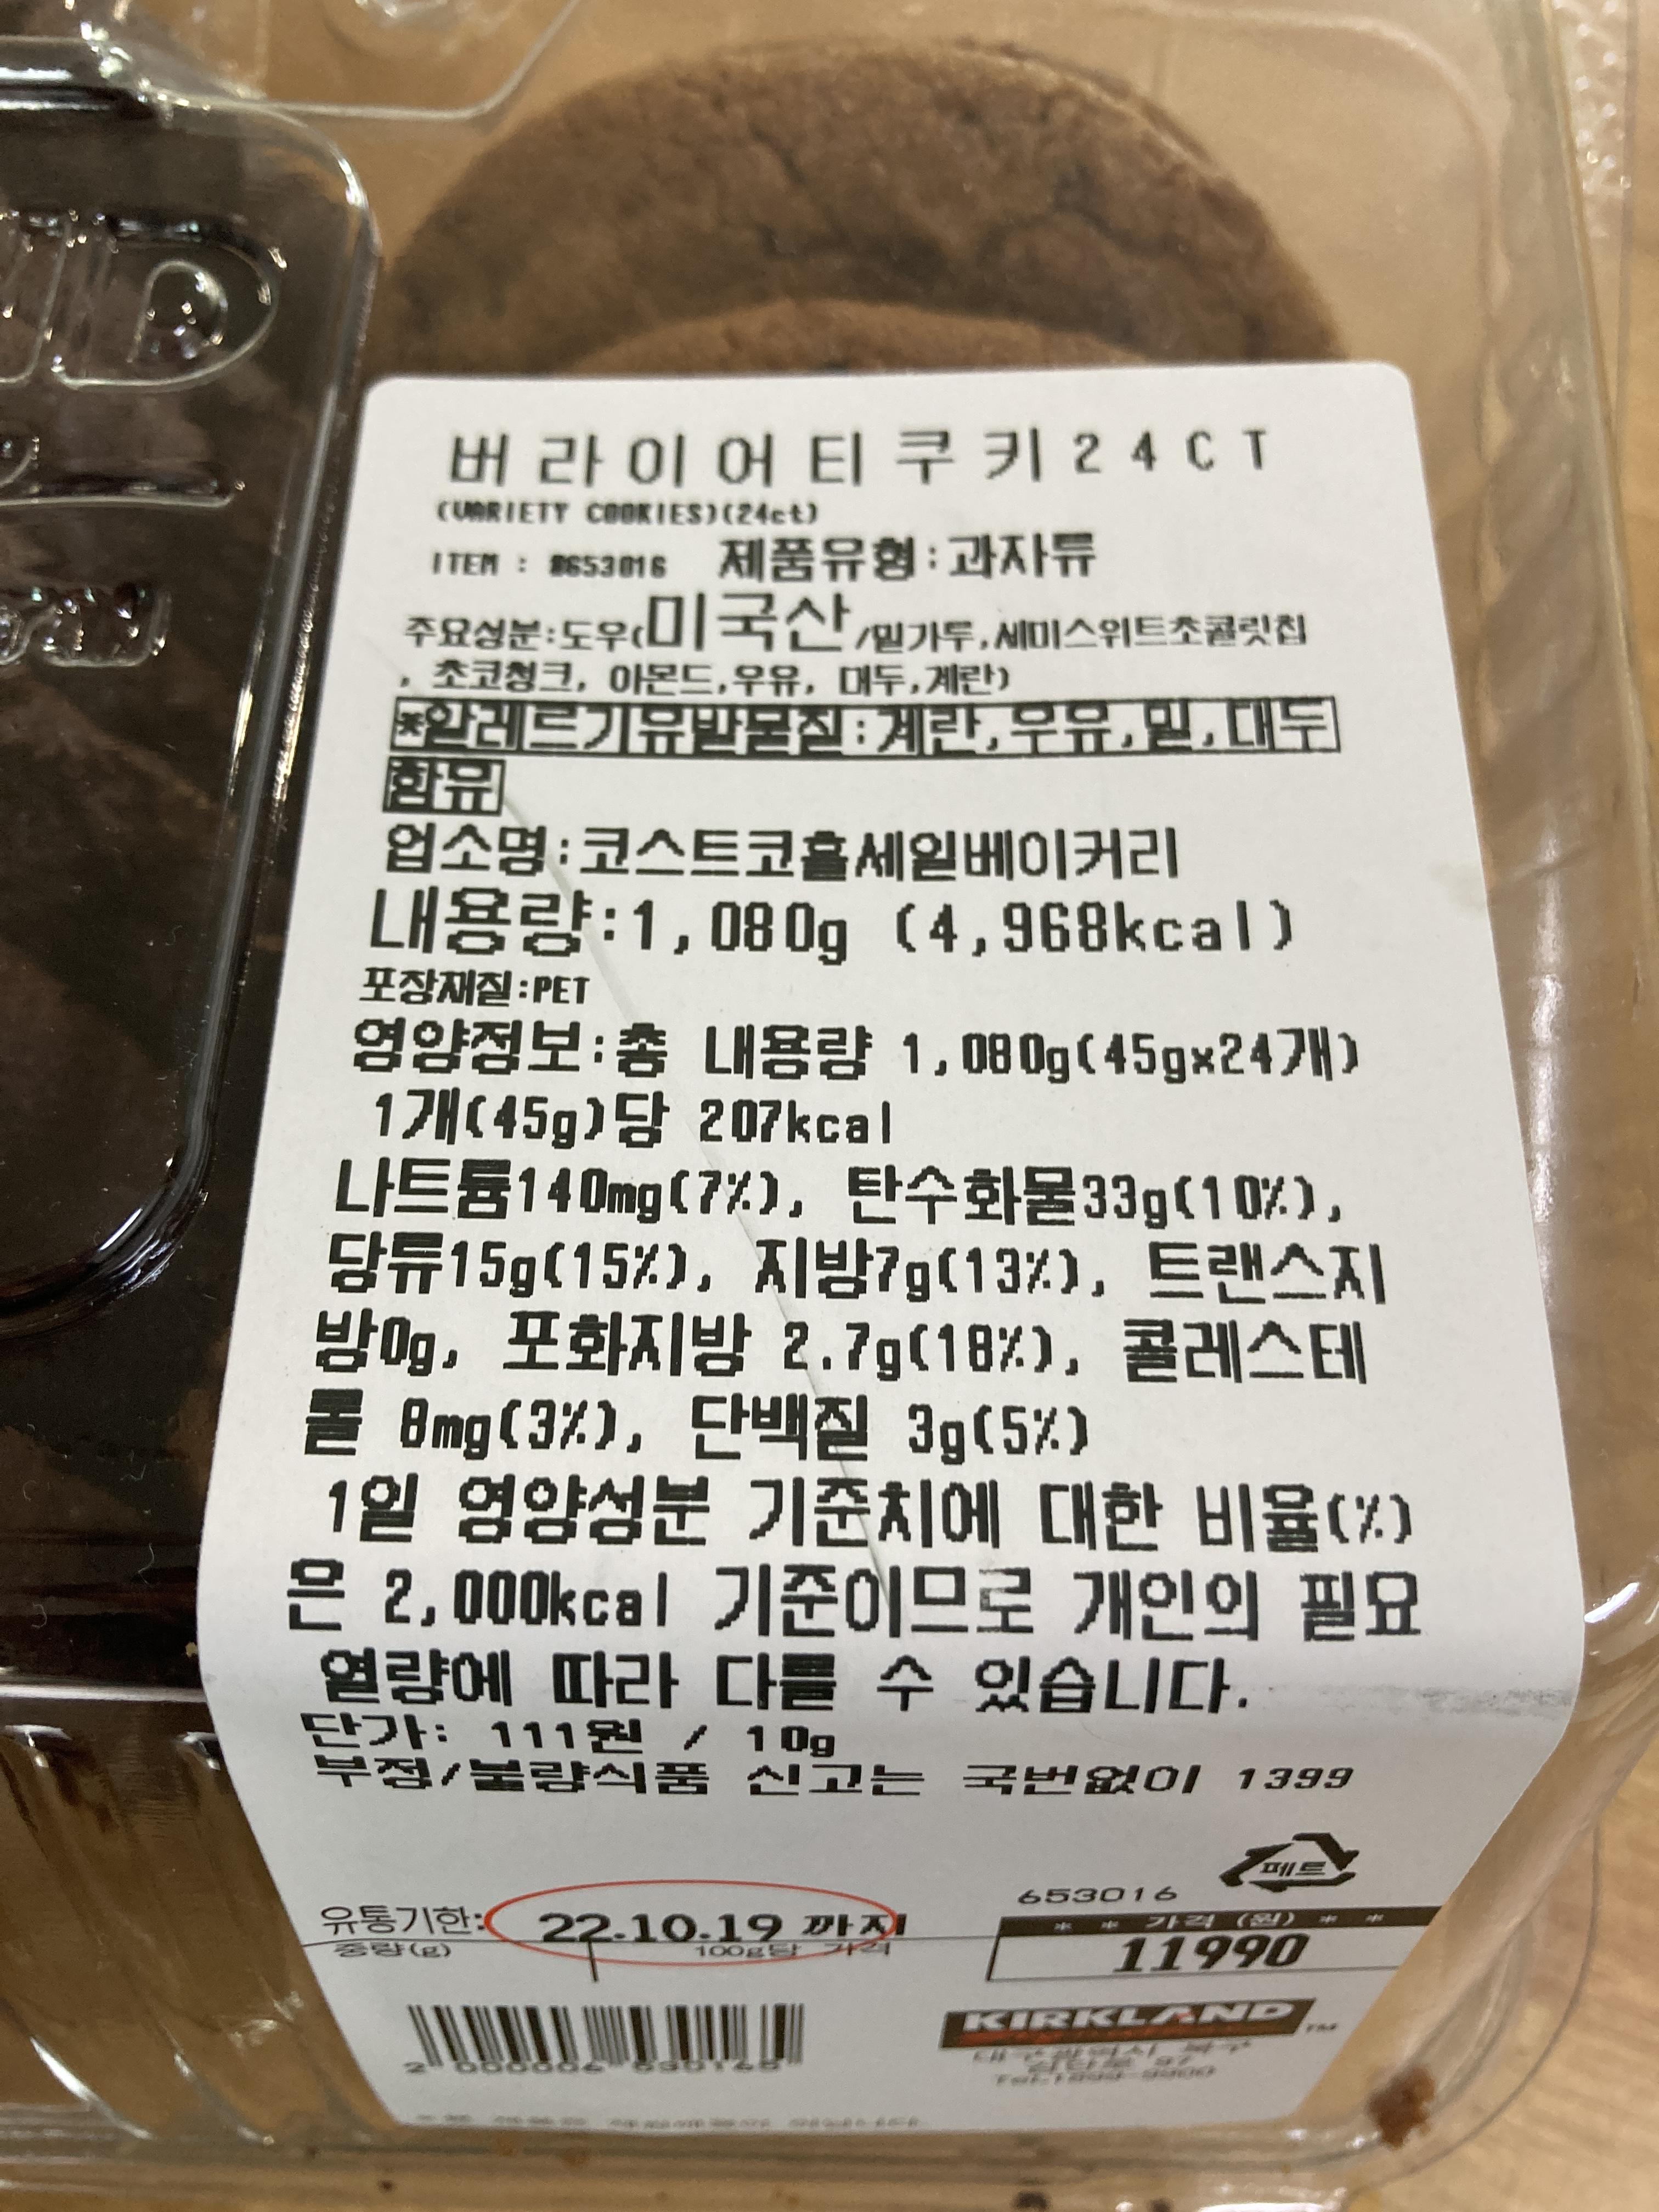 버라이어티쿠키24CT
(VARIETY COOKIES)(24ct)
ITEM : #653016 제품유형:과자류
주요성분:도우(미국산/밀가루,세미스위트초콜릿칩
, 초코청크, 아몬드,우유, 대두,계란)
*알레르기유발물질:계란,우유,밀,대두
함유
업소명:코스트코홀세일베이커리
내용량:1,080g (4,968kcal)
포장재질:PET
영양정보:총 내용량 1,080g(45gx24개)
1개(45g)당 207kcal
나트륨140mg(7%), 탄수화물33g(10%),
당류15g(15%), 지방7g(13%), 트랜스지
방0g, 포화지방 2.7g(18%), 콜레스테
롤 8mg(3%), 단백질 3g(5%)
1일 영양성분 기준치에 대한 비율(%)
은 2,000kcal 기준이므로 개인의 필요
열량에 따라 다를 수 있습니다.
단가: 111원 / 10g
부정/불량식품 신고는 국번없이 1399
페트
653016
유통기한: 22.10.19 까지
* * 가격 (원) * *
중량(g) 100g당 가격
11990
KIRKLAND
TM
대구광역시 북구